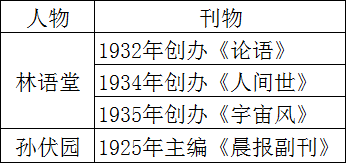 人物 刊物
林语堂 1932年创办《论语》
1934年创办《人间世》
1935年创办《宇宙风》
孙伏园 1925年主编《晨报副刊》